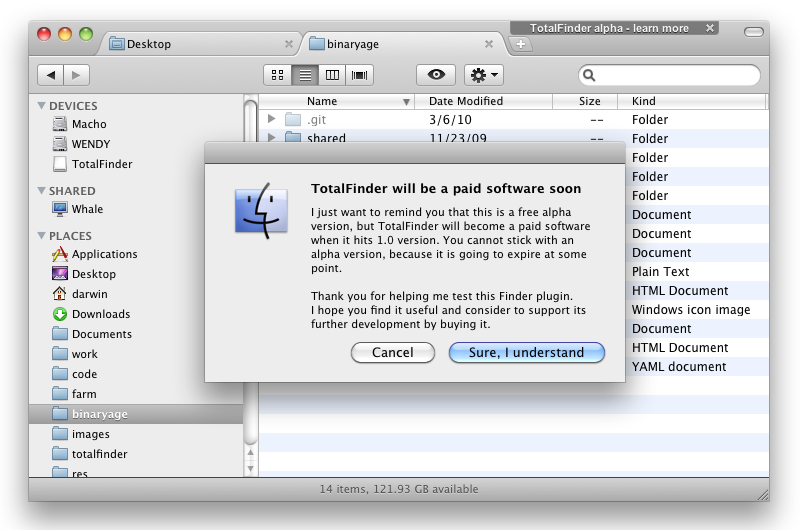 TotalFinder alpha - learn more
Desktop
binaryage
Name
Date Modified
Size
Kind
DEVICES
Macho
WENDY
TotalFinder
SHARED
Whale
PLACES
Applications
Desktop
darwin
Downloads
Documents
work
code
farm
binaryage
images
totalfinder
res
.git 3/6/10 -- Folder
shared 11/23/09 -- Folder
Folder
Folder
Folder
Document
Document
Document
Plain Text
HTML Document
Windows icon image
Document
HTML Document
YAML document
TotalFinder will be a paid software soon
I just want to remind you that this is a free alpha
version, but TotalFinder will become a paid software
when it hits 1.0 version. You cannot stick with an
alpha version, because it is going to expire at some
point.
Thank you for helping me test this Finder plugin.
I hope you find it useful and consider to support its
further development by buying it.
Cancel
Sure, I understand
14 items, 121.93 GB available